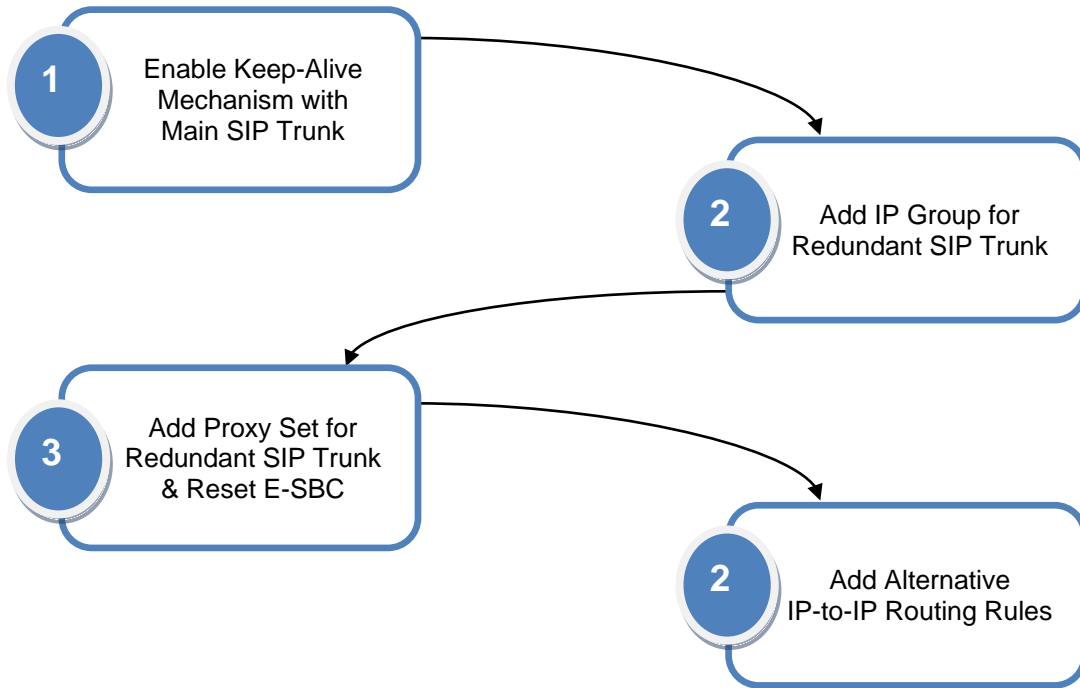 1
Enable Keep-Alive
Mechanism with
Main SIP Trunk
2
Add IP Group for
Redundant SIP Trunk
3
Add Proxy Set for
Redundant SIP Trunk
& Reset E-SBC
2
Add Alternative
IP-to-IP Routing Rules